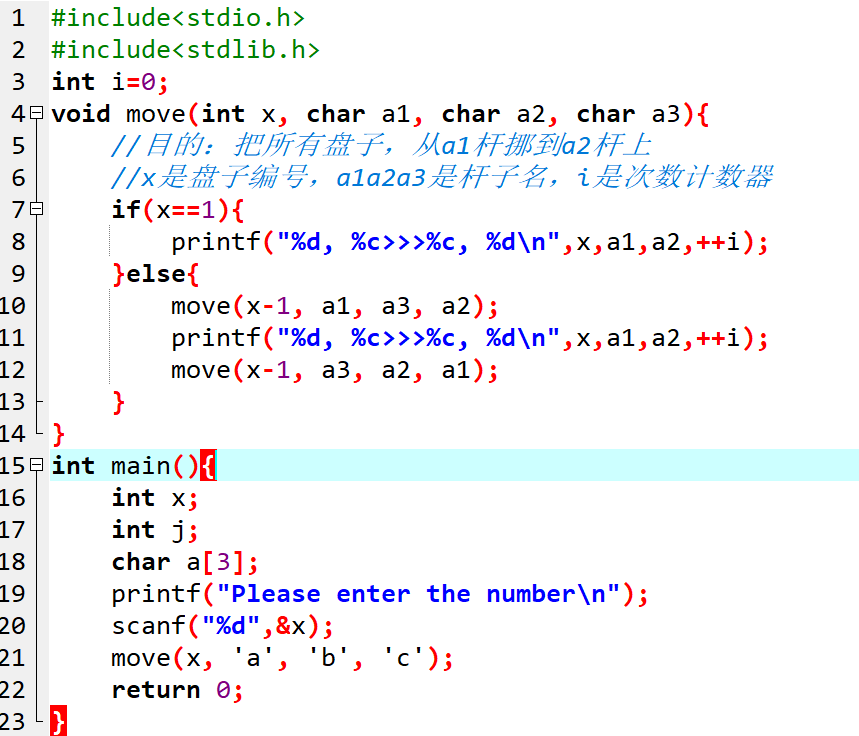 1 #include<stdio.h>
2 #include<stdlib.h>
3 int i=0;
4 void move(int x, char a1, char a2, char a3){
5 //目的：把所有盘子，从a1杆挪到a2杆上
6 //x是盘子编号，a1a2a3是杆子名，i是次数计数器
7 if(x==1){
8 printf("%d, %c>>>%c, %d\n",x,a1,a2,++i);
9 }else{
10 move(x-1, a1, a3, a2);
11 printf("%d, %c>>>%c, %d\n",x,a1,a2,++i);
12 move(x-1, a3, a2, a1);
13 }
14 }
15 int main(){
16 int x;
17 int j;
18 char a[3];
19 printf("Please enter the number\n");
20 scanf("%d",&x);
21 move(x, 'a', 'b', 'c');
22 return 0;
23 }